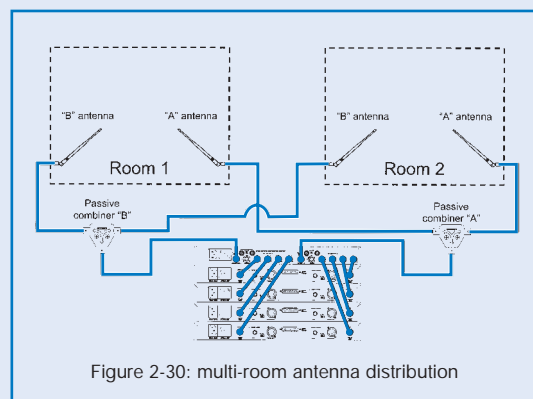 "B" antenna
"A" antenna
"B" antenna
"A" antenna
Room 1
Room 2
Passive
combiner "B"
Passive
combiner "A"
Figure 2-30: multi-room antenna distribution